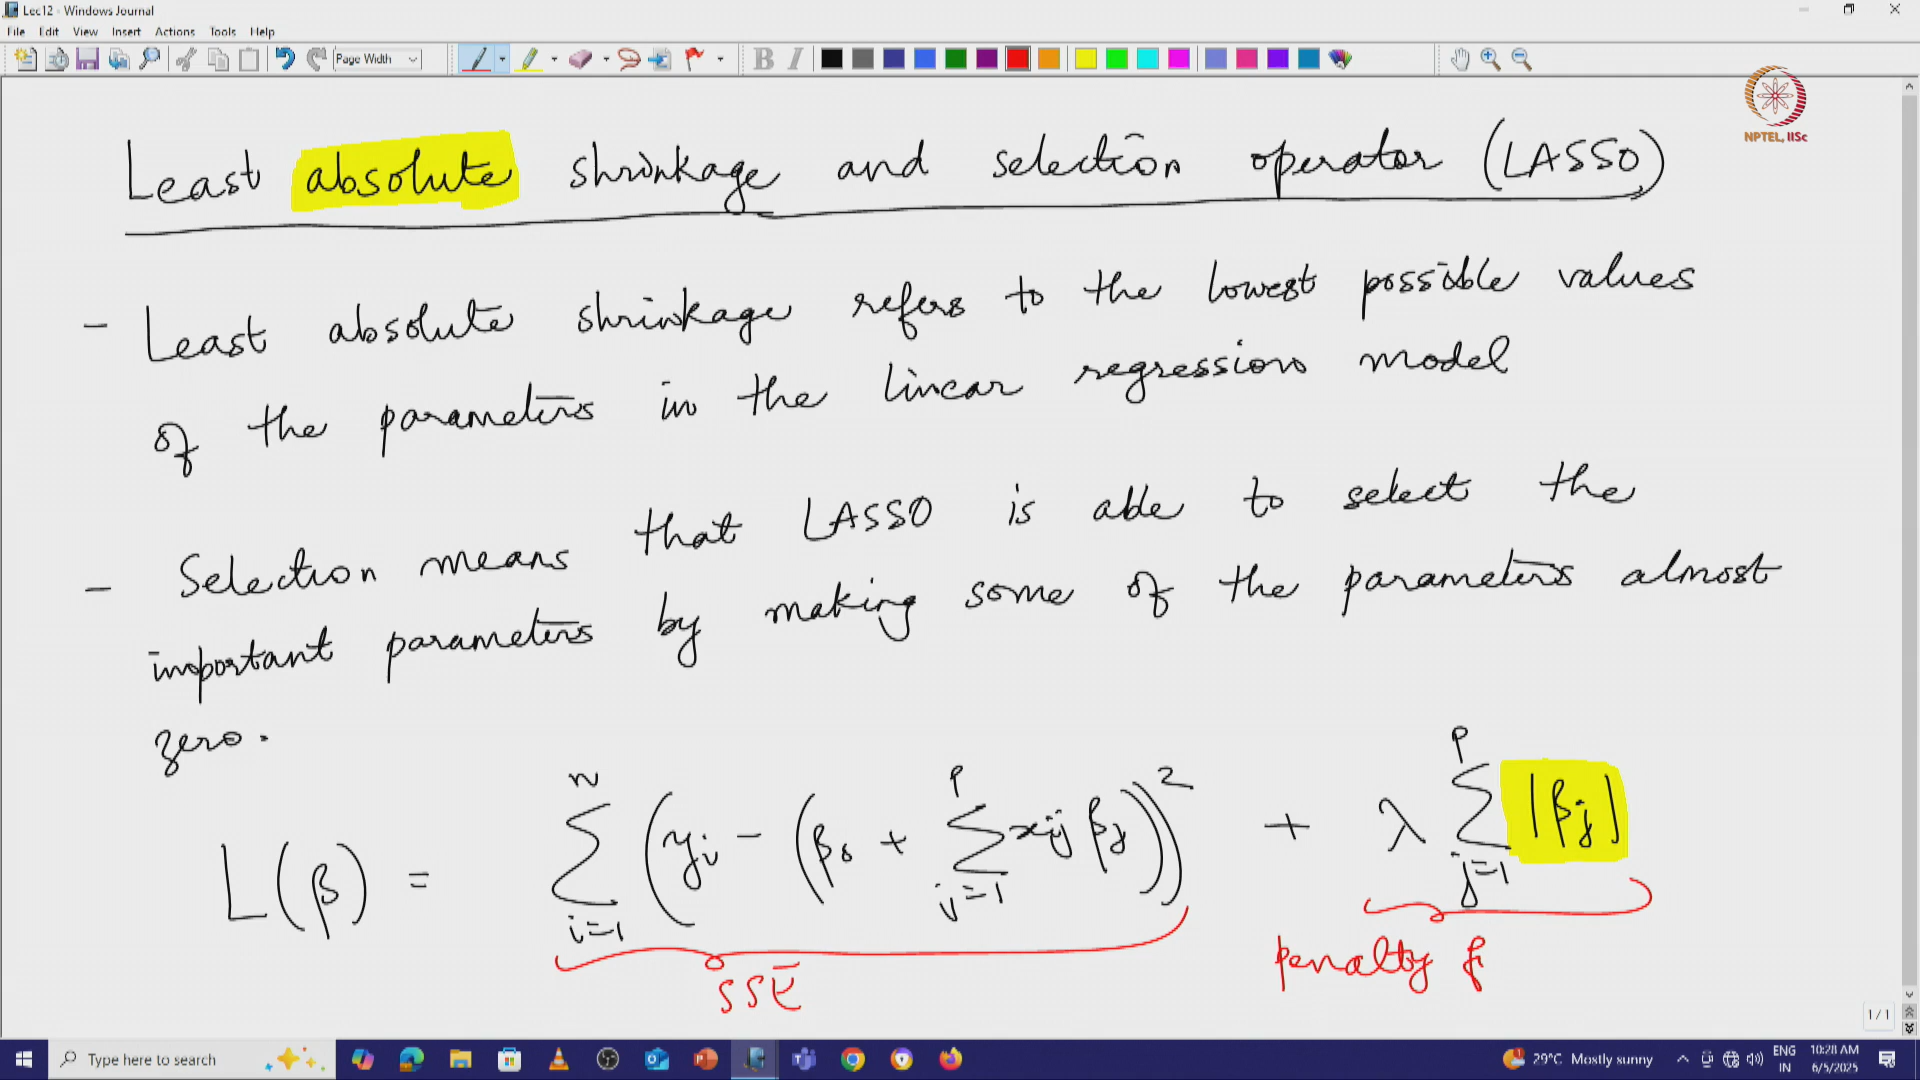 Lec12 - Windows Journal
File Edit View Insert Actions Tools Help
Page Width
B I
NPTEL, IISc
Least absolute shrinkage and selection operator (LASSO)
- Least absolute shrinkage refers to the lowest possible values
of the parameters in the linear regression model
- Selection means that LASSO is able to select the
important parameters by making some of the parameters almost
zero.
L(β) = ∑_{i=1}^{n} (y_i - (β_0 + ∑_{j=1}^{p} x_{ij} β_j))^2 + λ ∑_{j=1}^{p} |β_j|
SSE penalty f
1 / 1
Type here to search
29°C Mostly sunny
ENG
IN
10:28 AM
6/5/2025